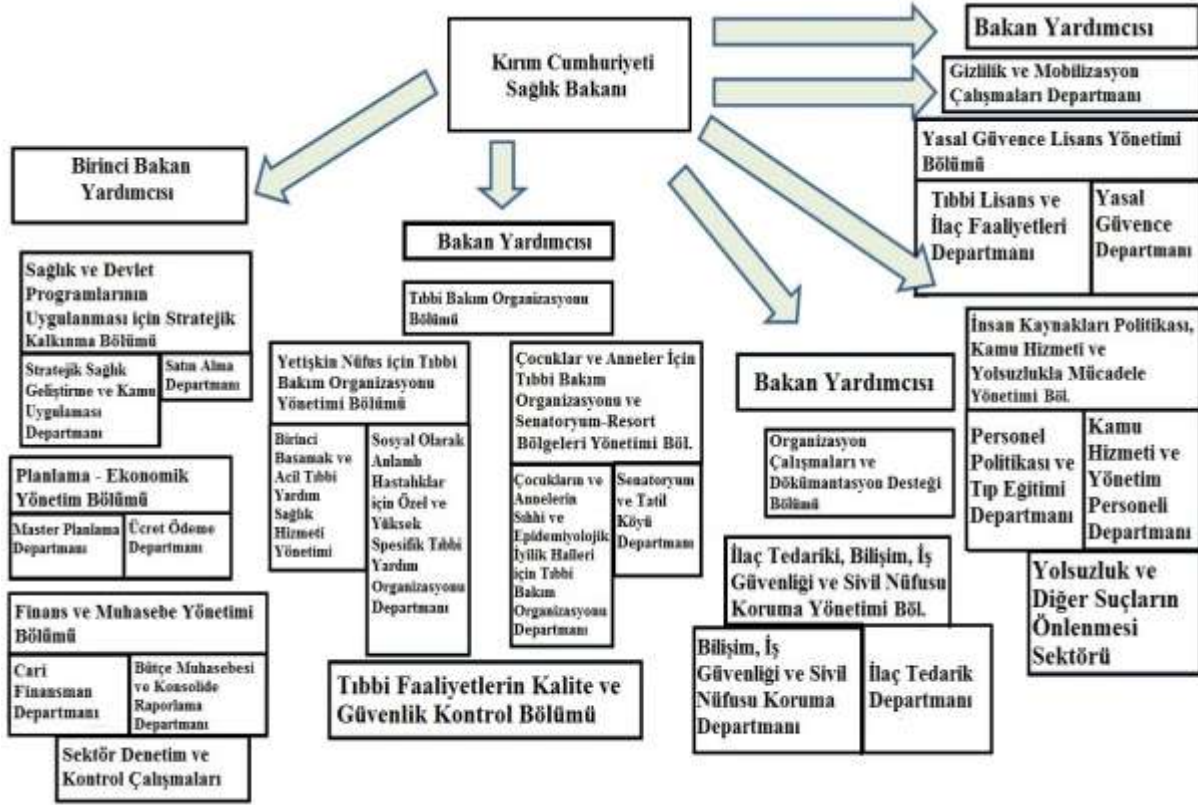 Kırım Cumhuriyeti
Sağlık Bakanı
Birinci Bakan
Yardımcısı
Sağlık ve Devlet
Programlarının
Uygulanması için Stratejik
Kalkınma Bölümü
Stratejik Sağlık
Geliştirme ve Kamu
Uygulaması
Departmanı
Satın Alma
Departmanı
Planlama - Ekonomik
Yönetim Bölümü
Master Planlama
Departmanı
Ücret Ödeme
Departmanı
Finans ve Muhasebe Yönetimi
Bölümü
Cari
Finansman
Departmanı
Bütçe Muhasebesi
ve Konsolide
Raporlama
Departmanı
Sektör Denetim ve
Kontrol Çalışmaları
Bakan Yardımcısı
Tıbbi Bakım Organizasyonu
Bölümü
Yetişkin Nüfus için Tıbbi
Bakım Organizasyonu
Yönetimi Bölümü
Birinci
Basamak ve
Acil Tıbbi
Yardım
Sağlık
Hizmeti
Yönetimi
Sosyal Olarak
Anlamlı
Hastalıklar
için Özel ve
Yüksek
Spesifik Tıbbi
Yardım
Organizasyonu
Departmanı
Çocuklar ve Anneler İçin
Tıbbi Bakım
Organizasyonu ve
Senatoryum-Resort
Bölgeleri Yönetimi Böl.
Çocukların ve
Annelerin
Sıhhi ve
Epidemiyolojik
İyilik Halleri
için Tıbbi
Bakım
Organizasyonu
Departmanı
Senatoryum
ve Tatil
Köyü
Departmanı
Tıbbi Faaliyetlerin Kalite ve
Güvenlik Kontrol Bölümü
Bakan Yardımcısı
Organizasyon
Çalışmaları ve
Dökümantasyon Desteği
Bölümü
İlaç Tedariki, Bilişim, İş
Güvenliği ve Sivil Nüfusu
Koruma Yönetimi Böl.
Bilişim, İş
Güvenliği ve Sivil
Nüfusu Koruma
Departmanı
İlaç Tedarik
Departmanı
Bakan Yardımcısı
Gizlilik ve Mobilizasyon
Çalışmaları Departmanı
Yasal Güvence Lisans Yönetimi
Bölümü
Tıbbi Lisans ve
İlaç Faaliyetleri
Departmanı
Yasal
Güvence
Departmanı
İnsan Kaynakları Politikası,
Kamu Hizmeti ve
Yolsuzlukla Mücadele
Yönetimi Böl.
Personel
Politikası ve
Tıp Eğitimi
Departmanı
Kamu
Hizmeti ve
Yönetim
Personeli
Departmanı
Yolsuzluk ve
Diğer Suçların
Önlenmesi
Sektörü